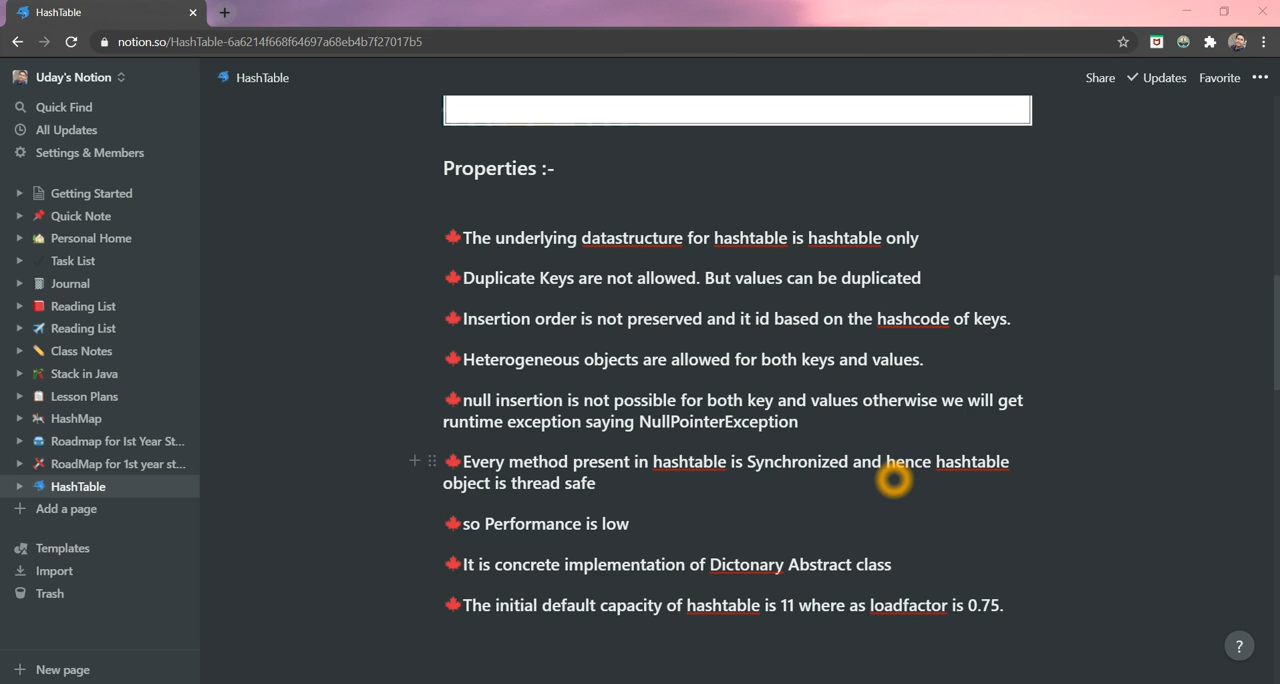 HashTable
notion.so/HashTable-6a6214f668f64697a68eb4b7f27017b5
Uday's Notion
HashTable
Share
Updates
Favorite
Quick Find
All Updates
Settings & Members
Getting Started
Quick Note
Personal Home
Task List
Journal
Reading List
Reading List
Class Notes
Stack in Java
Lesson Plans
HashMap
Roadmap for Ist Year St...
RoadMap for 1st year st...
HashTable
Add a page
Templates
Import
Trash
New page
Properties :-
The underlying datastructure for hashtable is hashtable only
Duplicate Keys are not allowed. But values can be duplicated
Insertion order is not preserved and it id based on the hashcode of keys.
Heterogeneous objects are allowed for both keys and values.
null insertion is not possible for both key and values otherwise we will get
runtime exception saying NullPointerException
Every method present in hashtable is Synchronized and hence hashtable
object is thread safe
so Performance is low
It is concrete implementation of Dictonary Abstract class
The initial default capacity of hashtable is 11 where as loadfactor is 0.75.
?